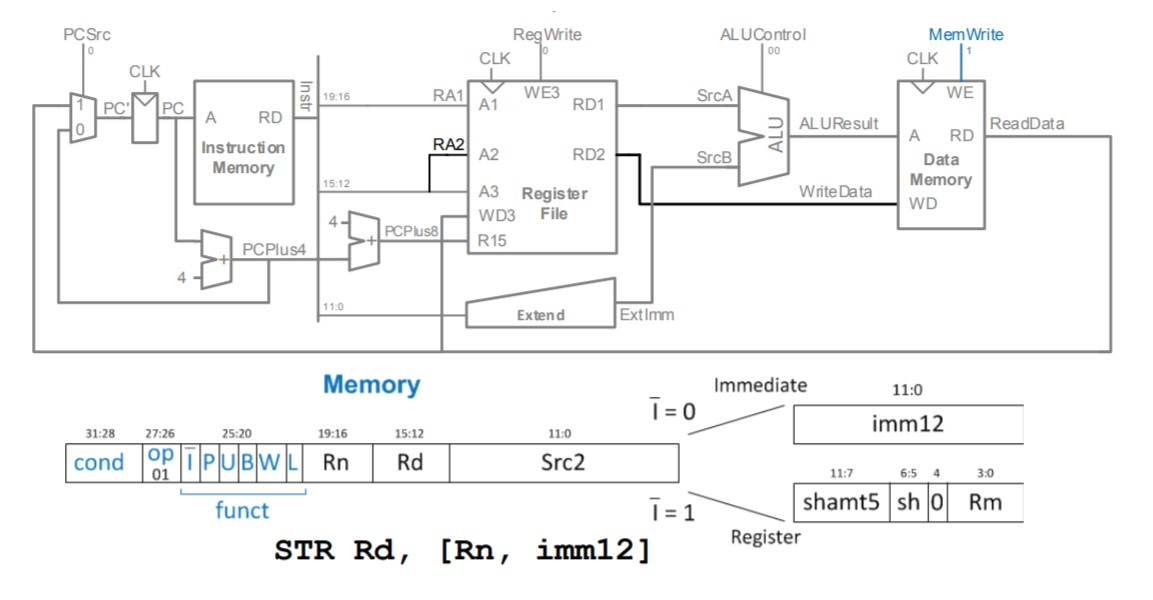 PCSrc RegWrite ALUControl MemWrite
0 0 00 1
CLK CLK CLK
1 0 PC' PC Instr 19:16 RA1 A1 WE3 RD1 SrcA WE
A RD ALU ALUResult A RD ReadData
Instruction Memory
RA2 A2 RD2 SrcB Data Memory
15:12 A3 Register File WriteData WD
4 WD3
+ PCPlus8 R15
PCPlus4
4 +
11:0 Extend ExtImm
Memory
Immediate 11:0
I = 0 imm12
31:28 27:26 25:20 19:16 15:12 11:0
cond op 01 I P U B W L Rn Rd Src2
11:7 6:5 4 3:0
shamt5 sh 0 Rm
funct I = 1
Register
STR Rd, [Rn, imm12]